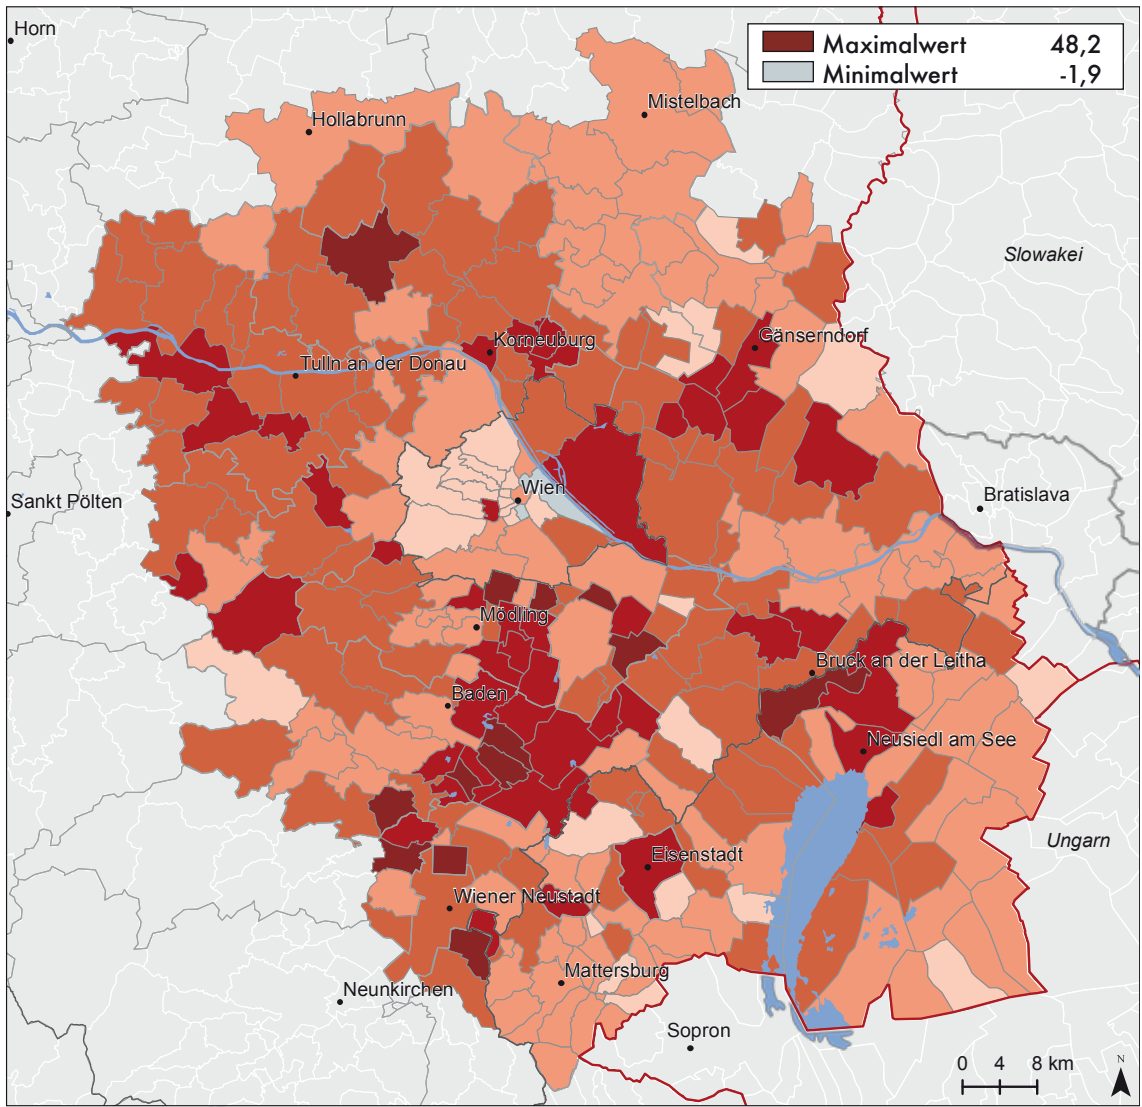 Horn
Maximalwert 48,2
Minimalwert -1,9
Mistelbach
Hollabrunn
Slowakei
Gänserndorf
Korneuburg
Tulln an der Donau
Wien
Bratislava
Sankt Pölten
Mödling
Bruck an der Leitha
Baden
Neusiedl am See
Ungarn
Eisenstadt
Wiener Neustadt
Mattersburg
Neunkirchen
Sopron
0 4 8 km
N